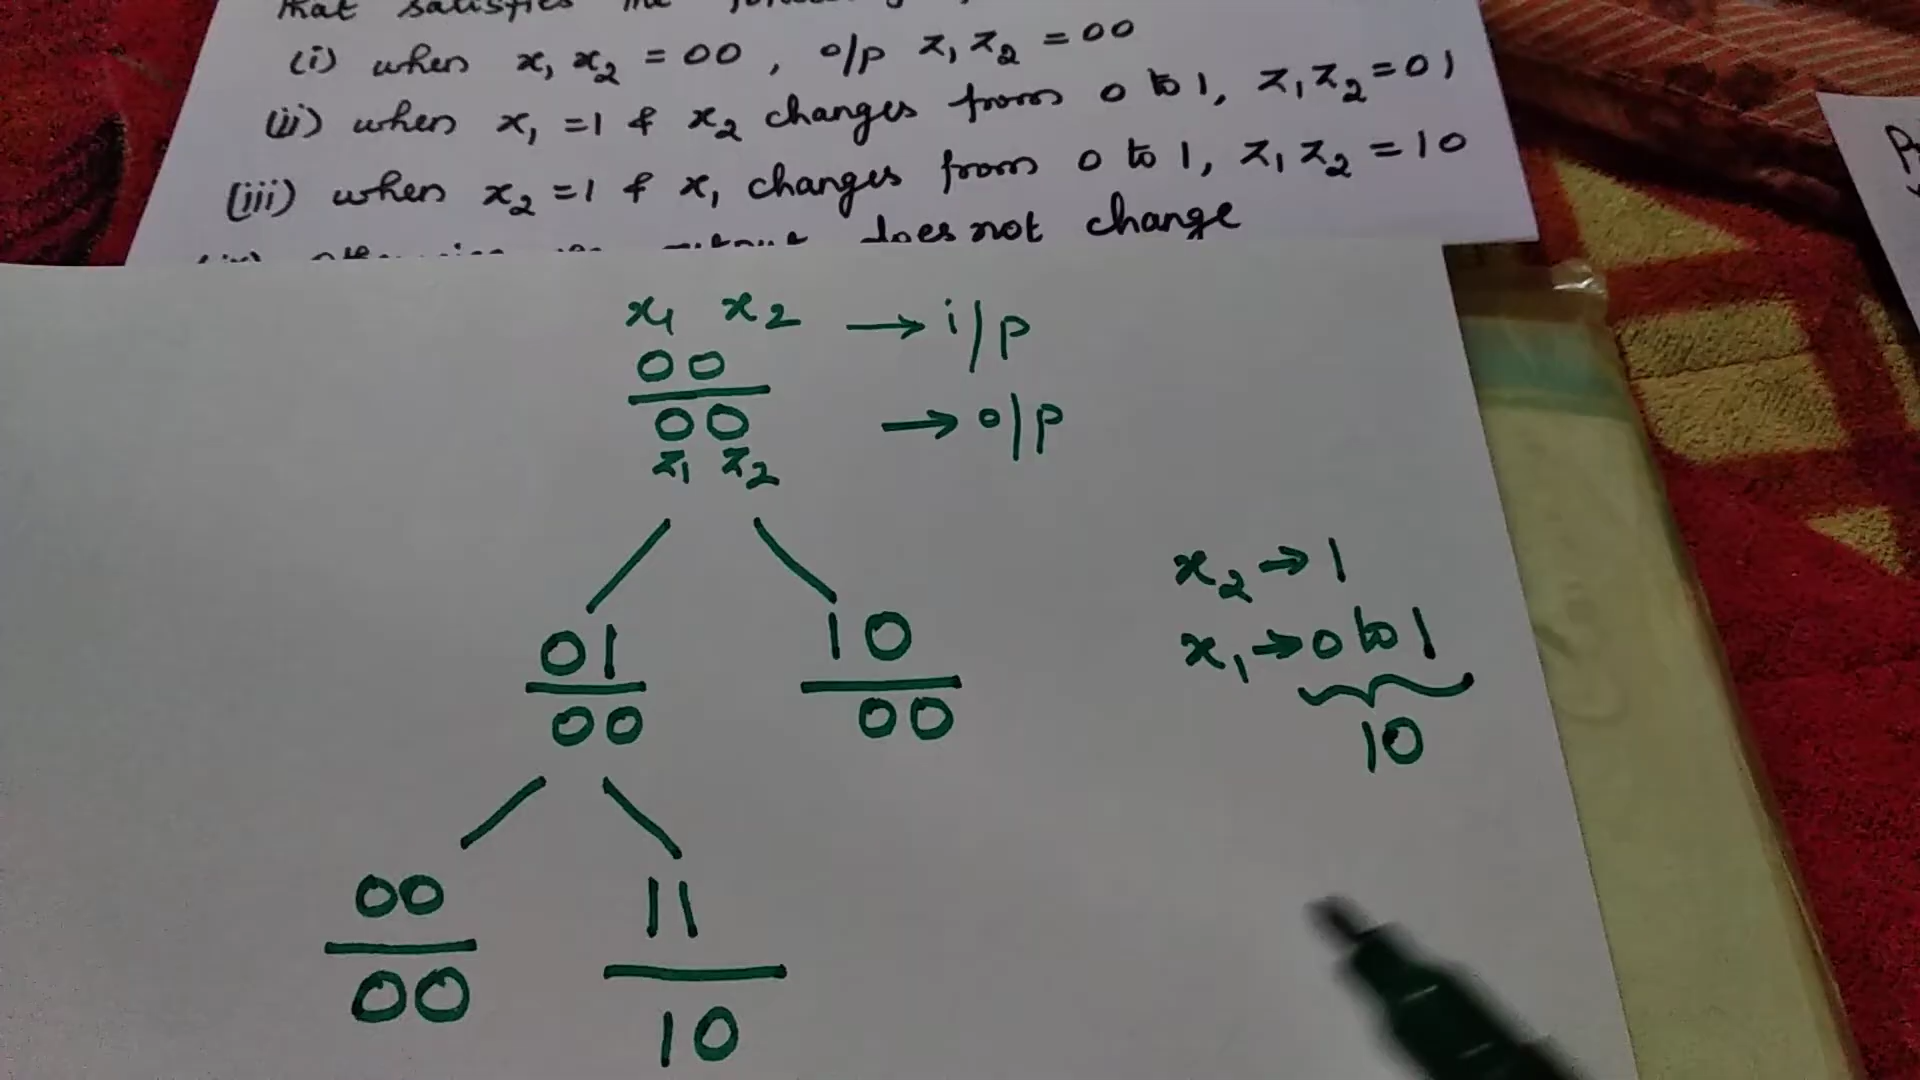 that satisfies the
(i) when x₁ x₂ = 00 , o/p z₁ z₂ = 00
(ii) when x₁ = 1 & x₂ changes from 0 to 1, z₁ z₂ = 01
(iii) when x₂ = 1 & x₁ changes from 0 to 1, z₁ z₂ = 10
does not change
x₁ x₂ → i/p
00
00 → o/p
z₁ z₂
01 10
00 00
x₂ → 1
x₁ → 0 to 1
10
00 11
00 10